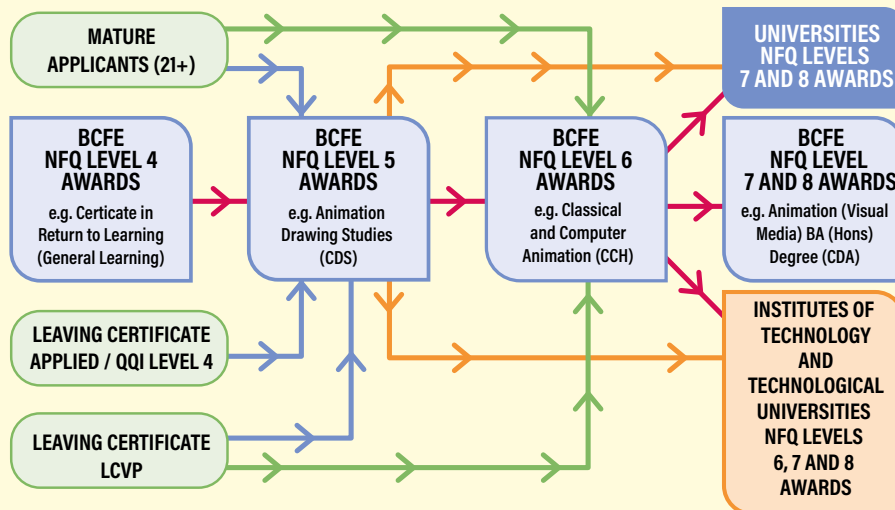 MATURE
APPLICANTS (21+)
UNIVERSITIES
NFQ LEVELS
7 AND 8 AWARDS
BCFE
NFQ LEVEL 4
AWARDS
e.g. Certicate in
Return to Learning
(General Learning)
BCFE
NFQ LEVEL 5
AWARDS
e.g. Animation
Drawing Studies
(CDS)
BCFE
NFQ LEVEL 6
AWARDS
e.g. Classical
and Computer
Animation (CCH)
BCFE
NFQ LEVEL
7 AND 8 AWARDS
e.g. Animation (Visual
Media) BA (Hons)
Degree (CDA)
LEAVING CERTIFICATE
APPLIED / QQI LEVEL 4
LEAVING CERTIFICATE
LCVP
INSTITUTES OF
TECHNOLOGY
AND
TECHNOLOGICAL
UNIVERSITIES
NFQ LEVELS
6, 7 AND 8
AWARDS